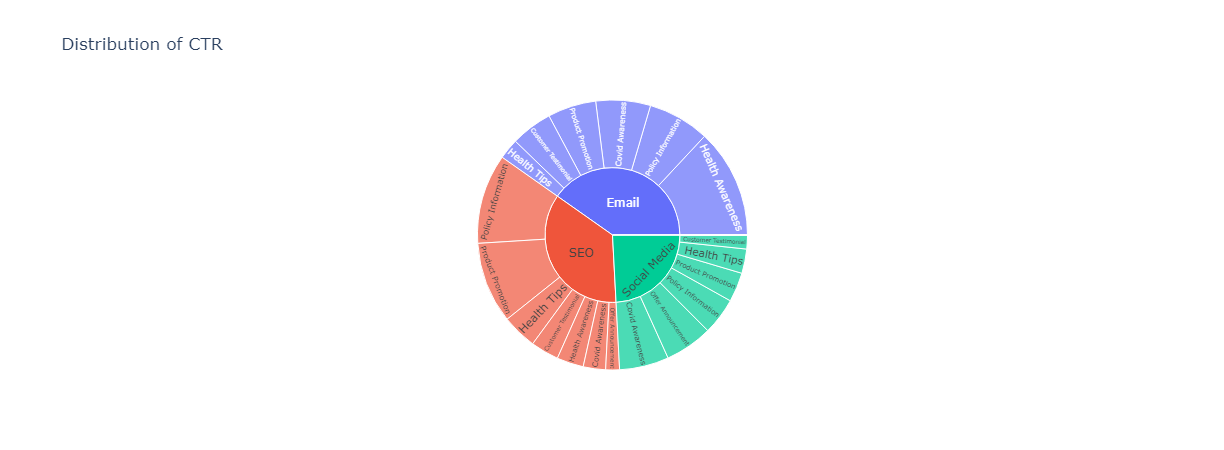 Distribution of CTR
Email
Health Awareness
Policy Information
Covid Awareness
Product Promotion
Customer Testimonial
Health Tips
SEO
Policy Information
Product Promotion
Health Tips
Customer Testimonial
Health Awareness
Covid Awareness
Offer Announcement
Social Media
Covid Awareness
Offer Announcement
Policy Information
Product Promotion
Health Tips
Customer Testimonial